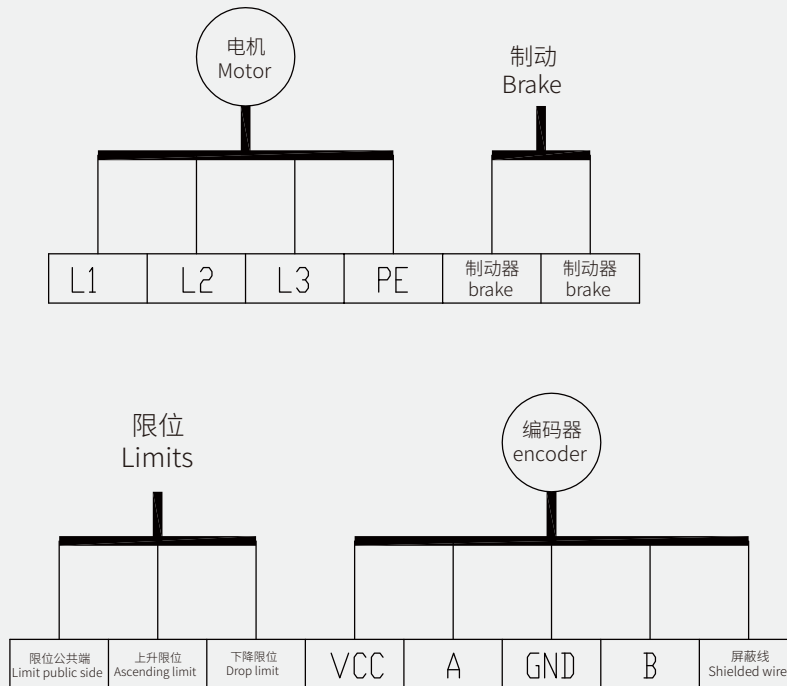 电机
Motor
制动
Brake
L1
L2
L3
PE
制动器
brake
制动器
brake
限位
Limits
编码器
encoder
限位公共端
Limit public side
上升限位
Ascending limit
下降限位
Drop limit
VCC
A
GND
B
屏蔽线
Shielded wire